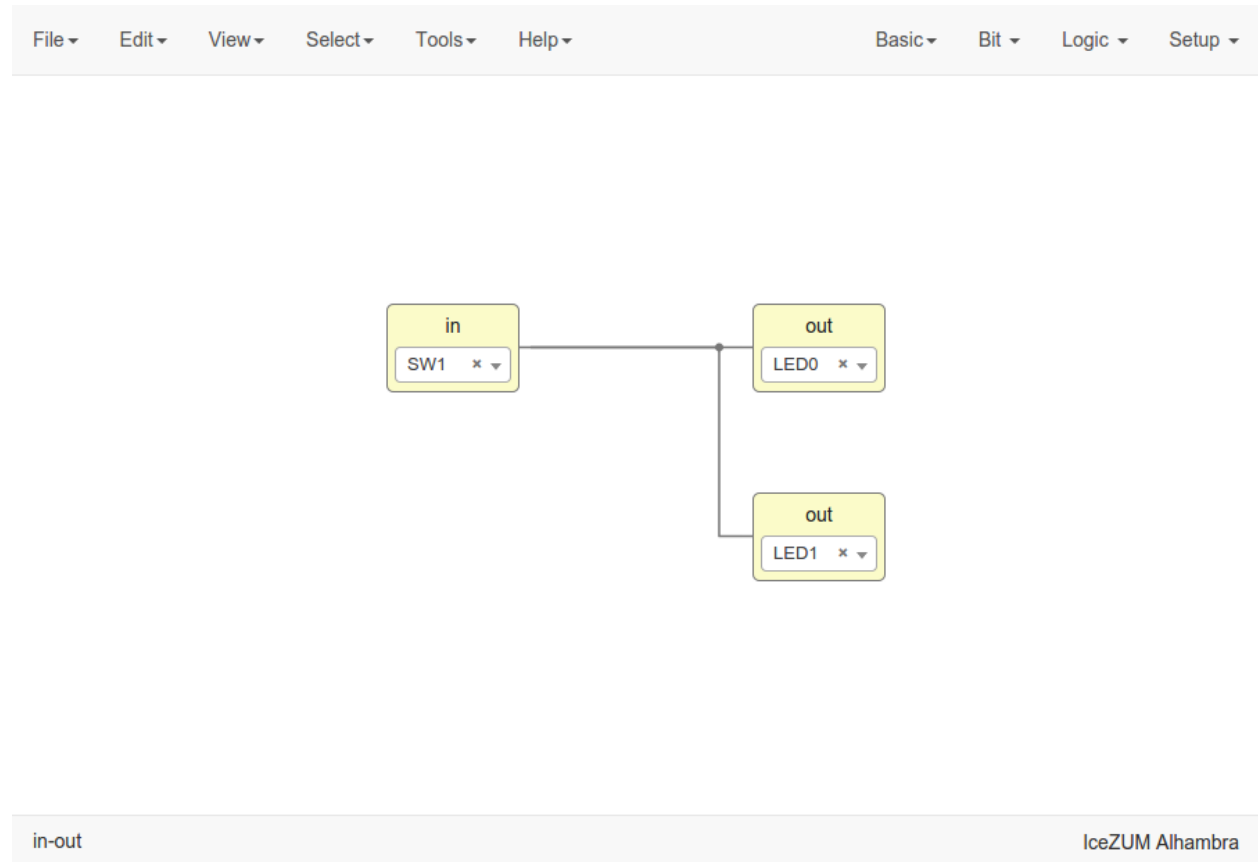 File Edit View Select Tools Help Basic Bit Logic Setup
in
SW1
out
LED0
out
LED1
in-out
IceZUM Alhambra